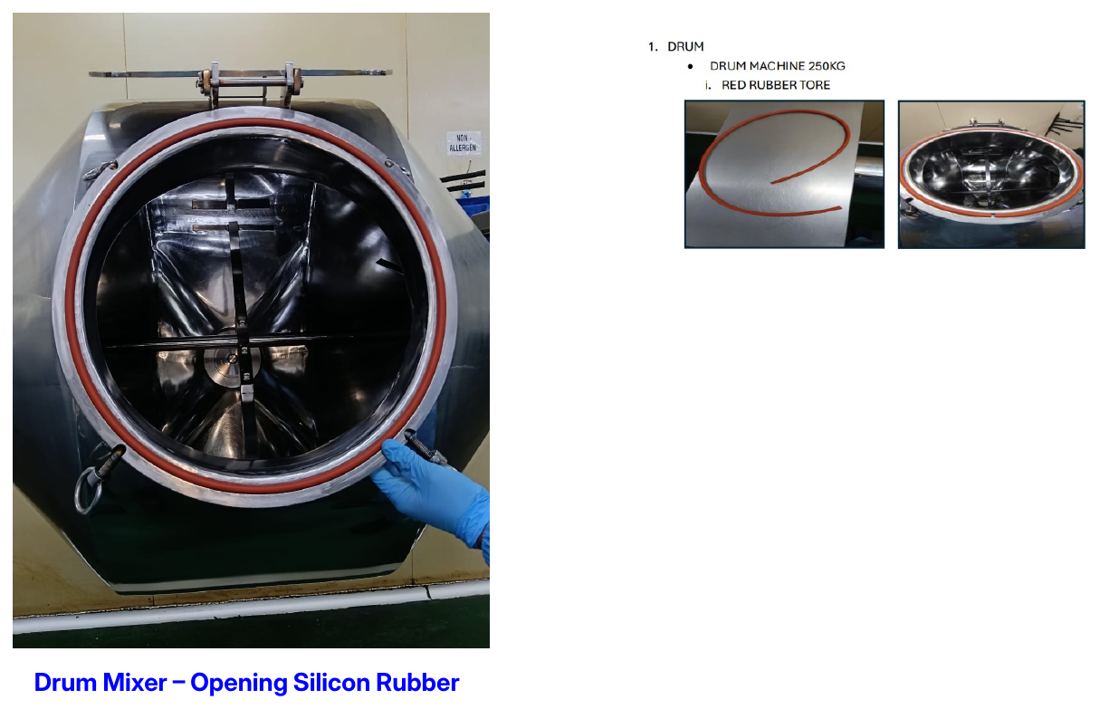 NON -
ALLERGEN
Drum Mixer – Opening Silicon Rubber
1. DRUM
• DRUM MACHINE 250KG
i. RED RUBBER TORE